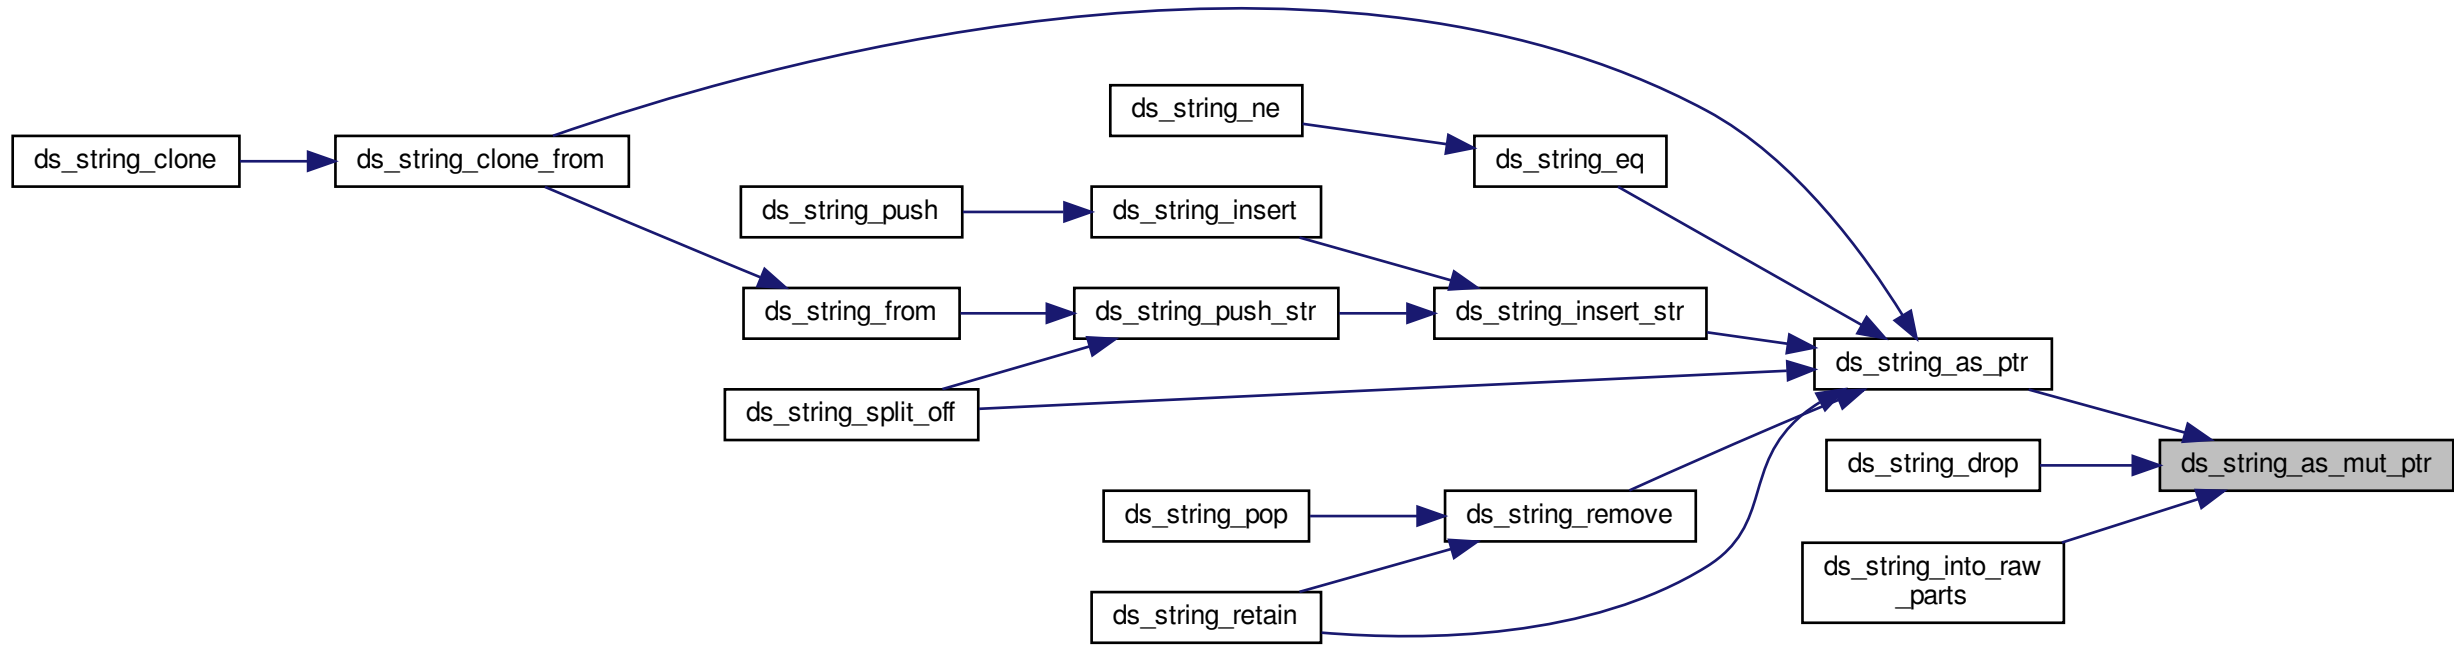 ds_string_ne
ds_string_clone
ds_string_clone_from
ds_string_eq
ds_string_push
ds_string_insert
ds_string_from
ds_string_push_str
ds_string_insert_str
ds_string_as_ptr
ds_string_split_off
ds_string_drop
ds_string_as_mut_ptr
ds_string_pop
ds_string_remove
ds_string_into_raw
_parts
ds_string_retain